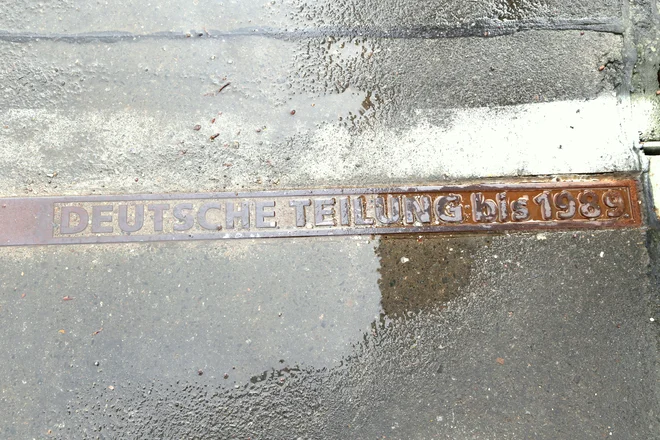 DEUTSCHE TEILUNG bis 1989